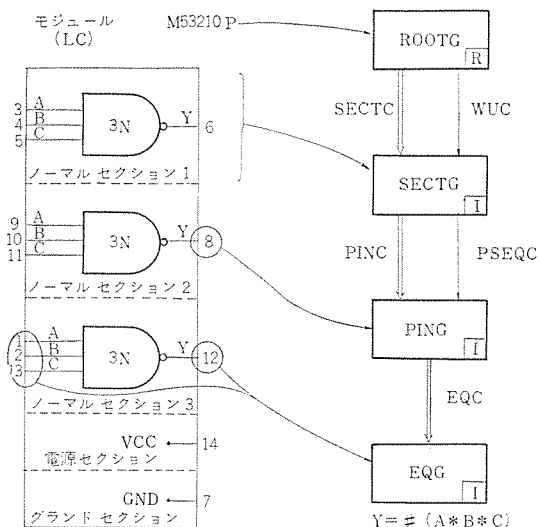 モジュール
(LC)
M53210P
3 A
4 B
5 C
3N
Y
6
ノーマル セクション 1
9 A
10 B
11 C
3N
Y
8
ノーマル セクション 2
1 A
2 B
13 C
3N
Y
12
ノーマル セクション 3
VCC
14
電源セクション
GND
7
グランド セクション
ROOTG
R
SECTC
WUC
SECTG
I
PINC
PSEQC
PING
I
EQC
EQG
I
Y=# (A*B*C)